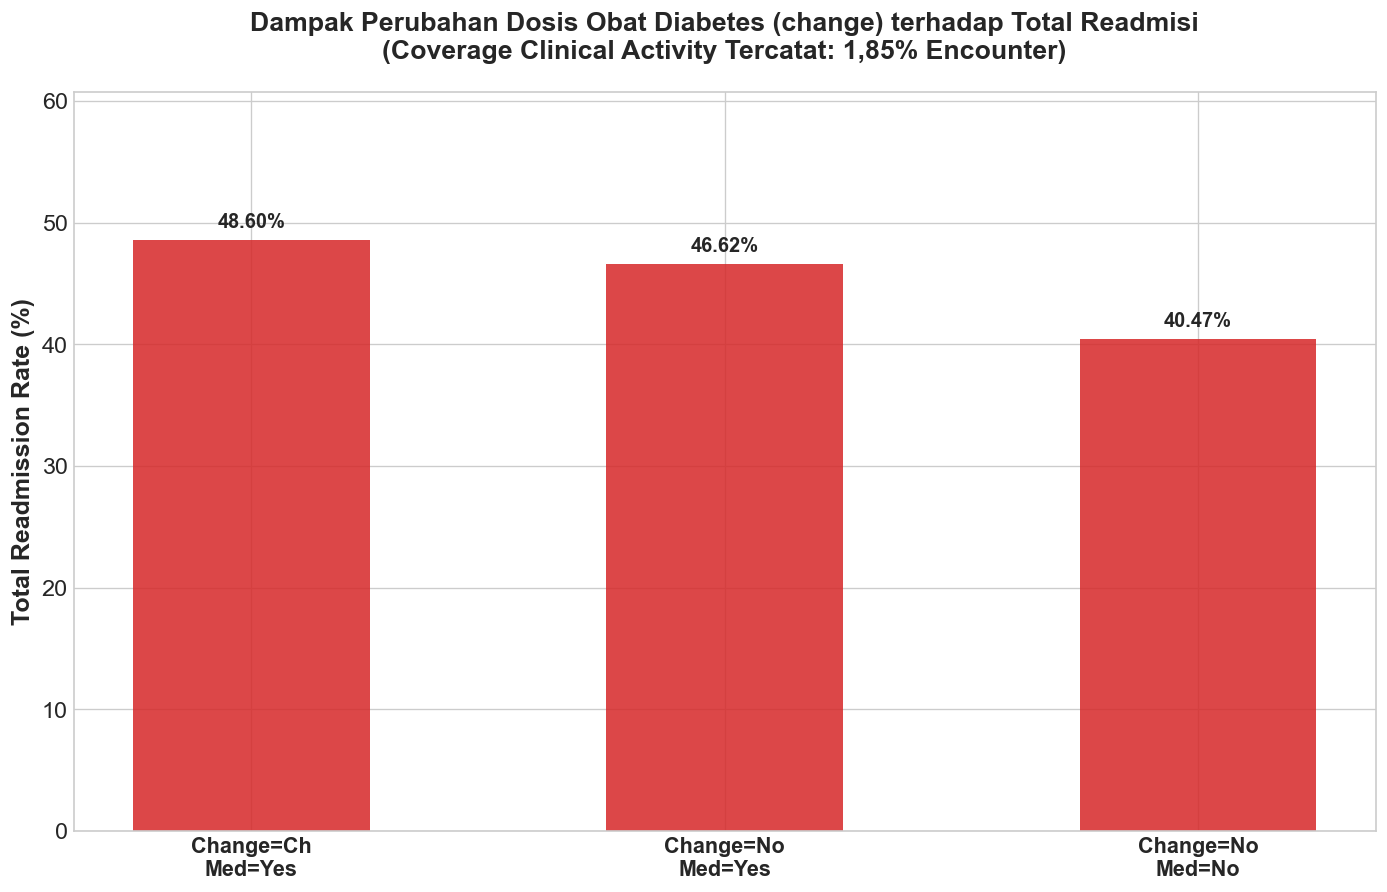 Dampak Perubahan Dosis Obat Diabetes (change) terhadap Total Readmisi
(Coverage Clinical Activity Tercatat: 1,85% Encounter)
Total Readmission Rate (%)
60
50
40
30
20
10
0
48.60%
46.62%
40.47%
Change=Ch
Med=Yes
Change=No
Med=Yes
Change=No
Med=No